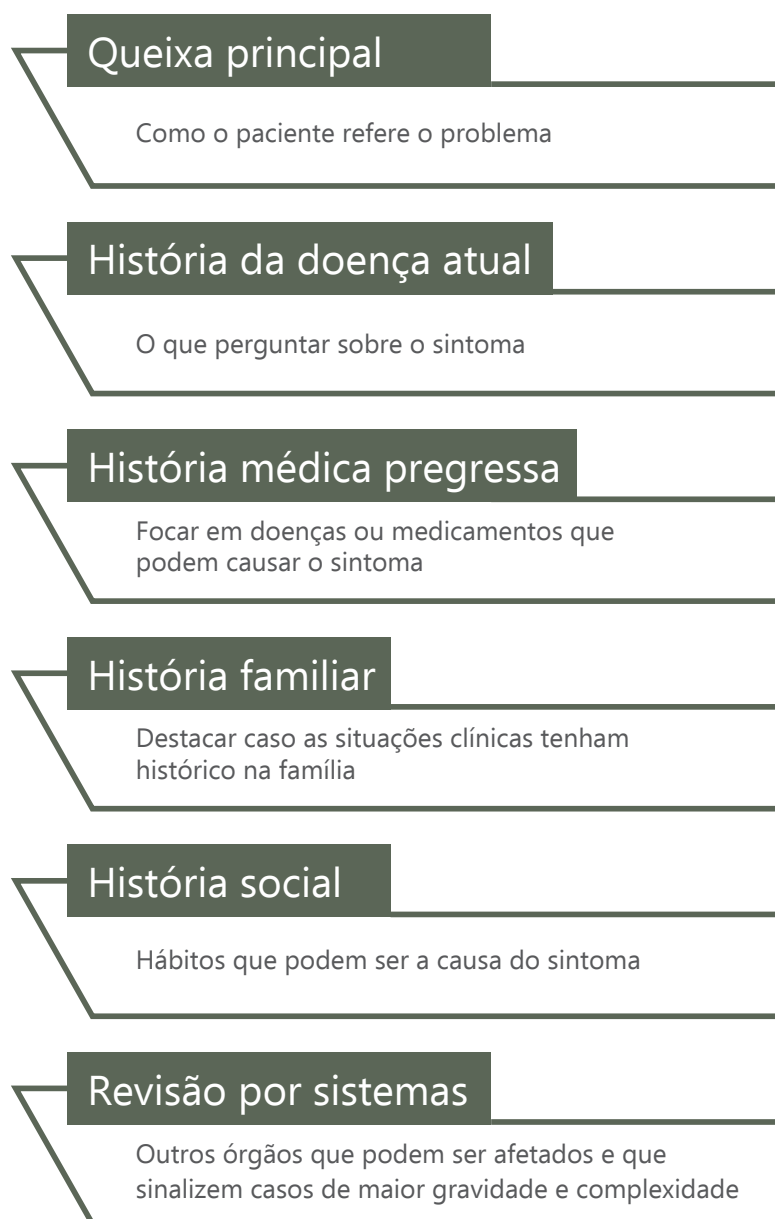 Queixa principal
Como o paciente refere o problema
História da doença atual
O que perguntar sobre o sintoma
História médica pregressa
Focar em doenças ou medicamentos que
podem causar o sintoma
História familiar
Destacar caso as situações clínicas tenham
histórico na família
História social
Hábitos que podem ser a causa do sintoma
Revisão por sistemas
Outros órgãos que podem ser afetados e que
sinalizem casos de maior gravidade e complexidade